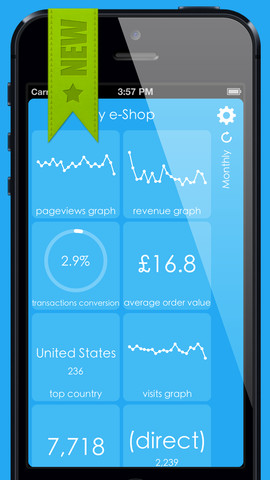 NEW
Carr
3:57 PM
y e-Shop
Monthly
pageviews graph
revenue graph
2.9%
£16.8
transactions conversion
average order value
United States
236
top country
visits graph
7,718
(direct)
2,239